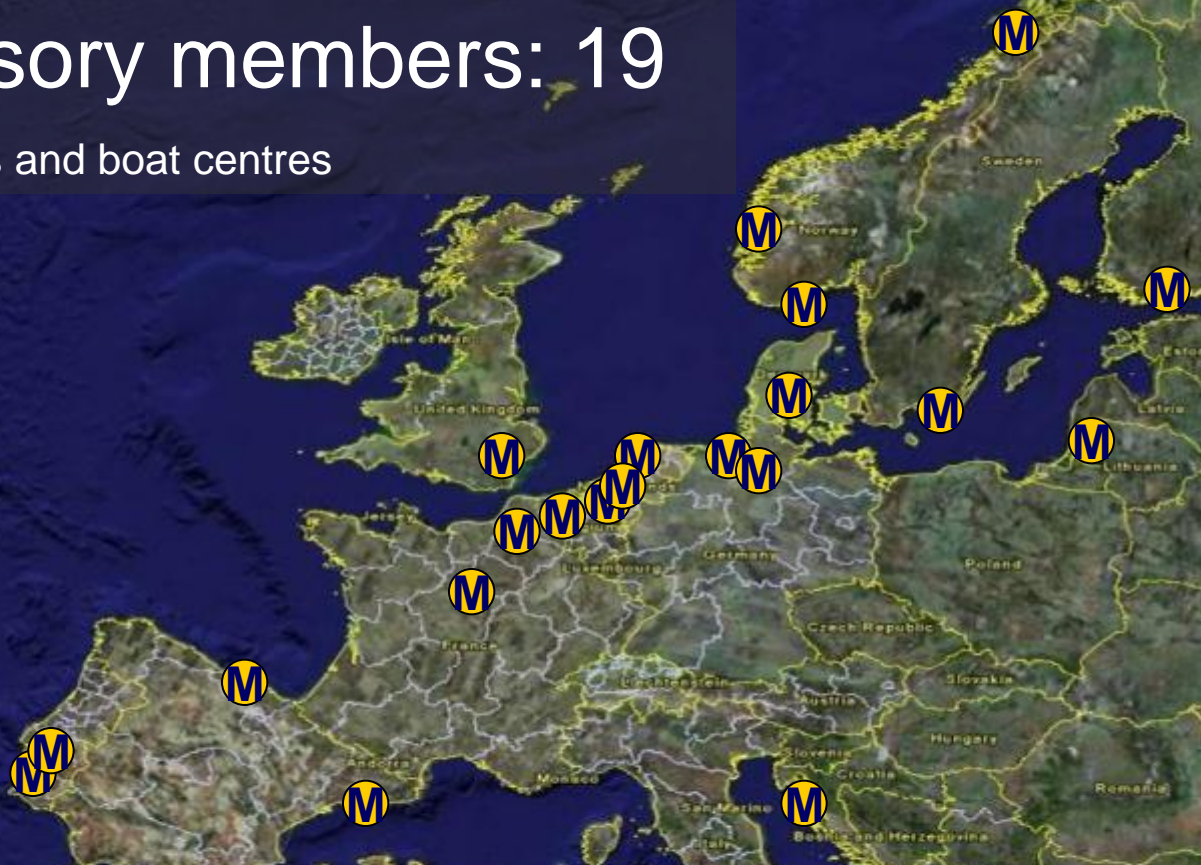 sory members: 19
and boat centres
M
Sweden
M
Norway
M
M
Isle of Man
M
United Kingdom
M
Latvia
M
Lithuania
M
M
M
M
M
M
M
M
Jersey
M
Luxembourg
Germany
Poland
M
Czech Republic
France
M
Liechtenstein
Slovakia
Austria
Hungary
M
M
Andorra
Slovenia
Monaco
Croatia
Romania
M
San Marino
M
Bosnia and Herzegovina
Italy